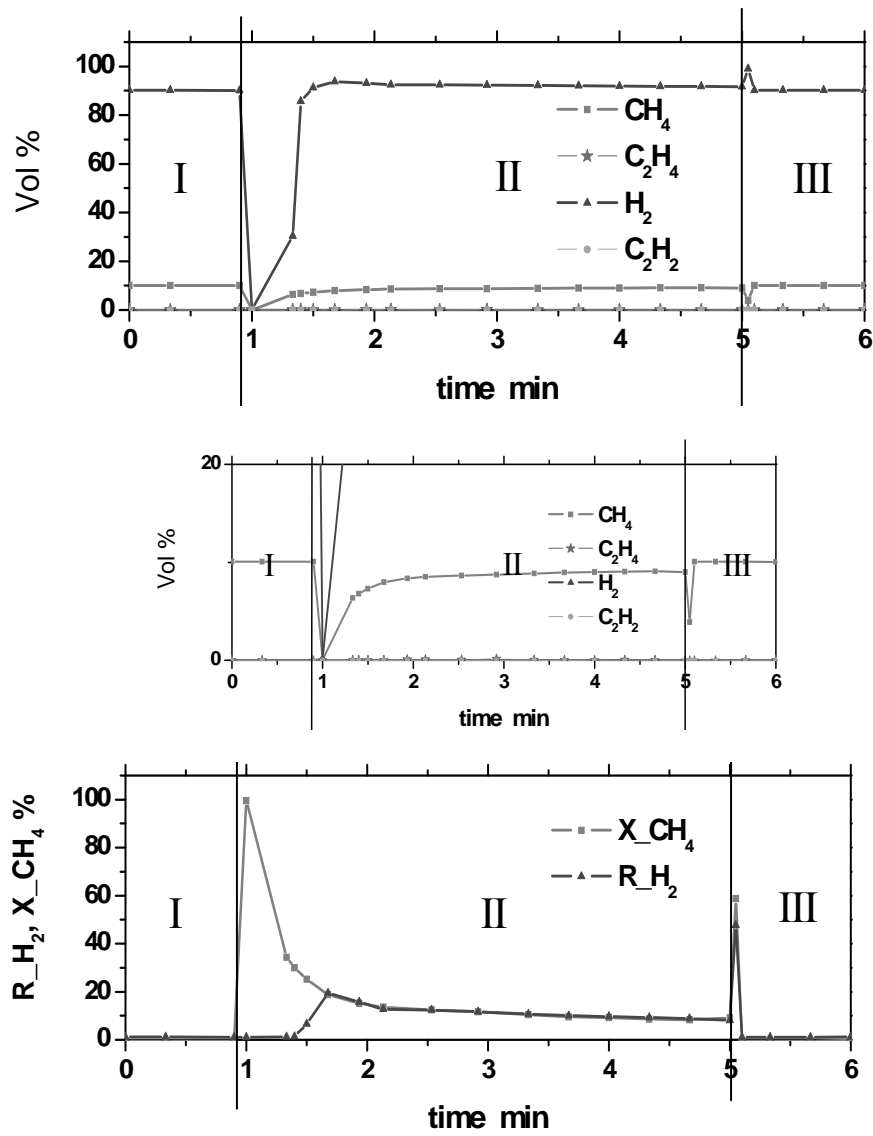 Vol %
100
80
60
40
20
0
I
II
III
CH₄
C₂H₄
H₂
C₂H₂
0 1 2 3 4 5 6
time min
Vol %
20
0
I
II
III
CH₄
C₂H₄
H₂
C₂H₂
0 1 2 3 4 5 6
time min
R_H₂, X_CH₄ %
100
80
60
40
20
0
I
II
III
X_CH₄
R_H₂
0 1 2 3 4 5 6
time min